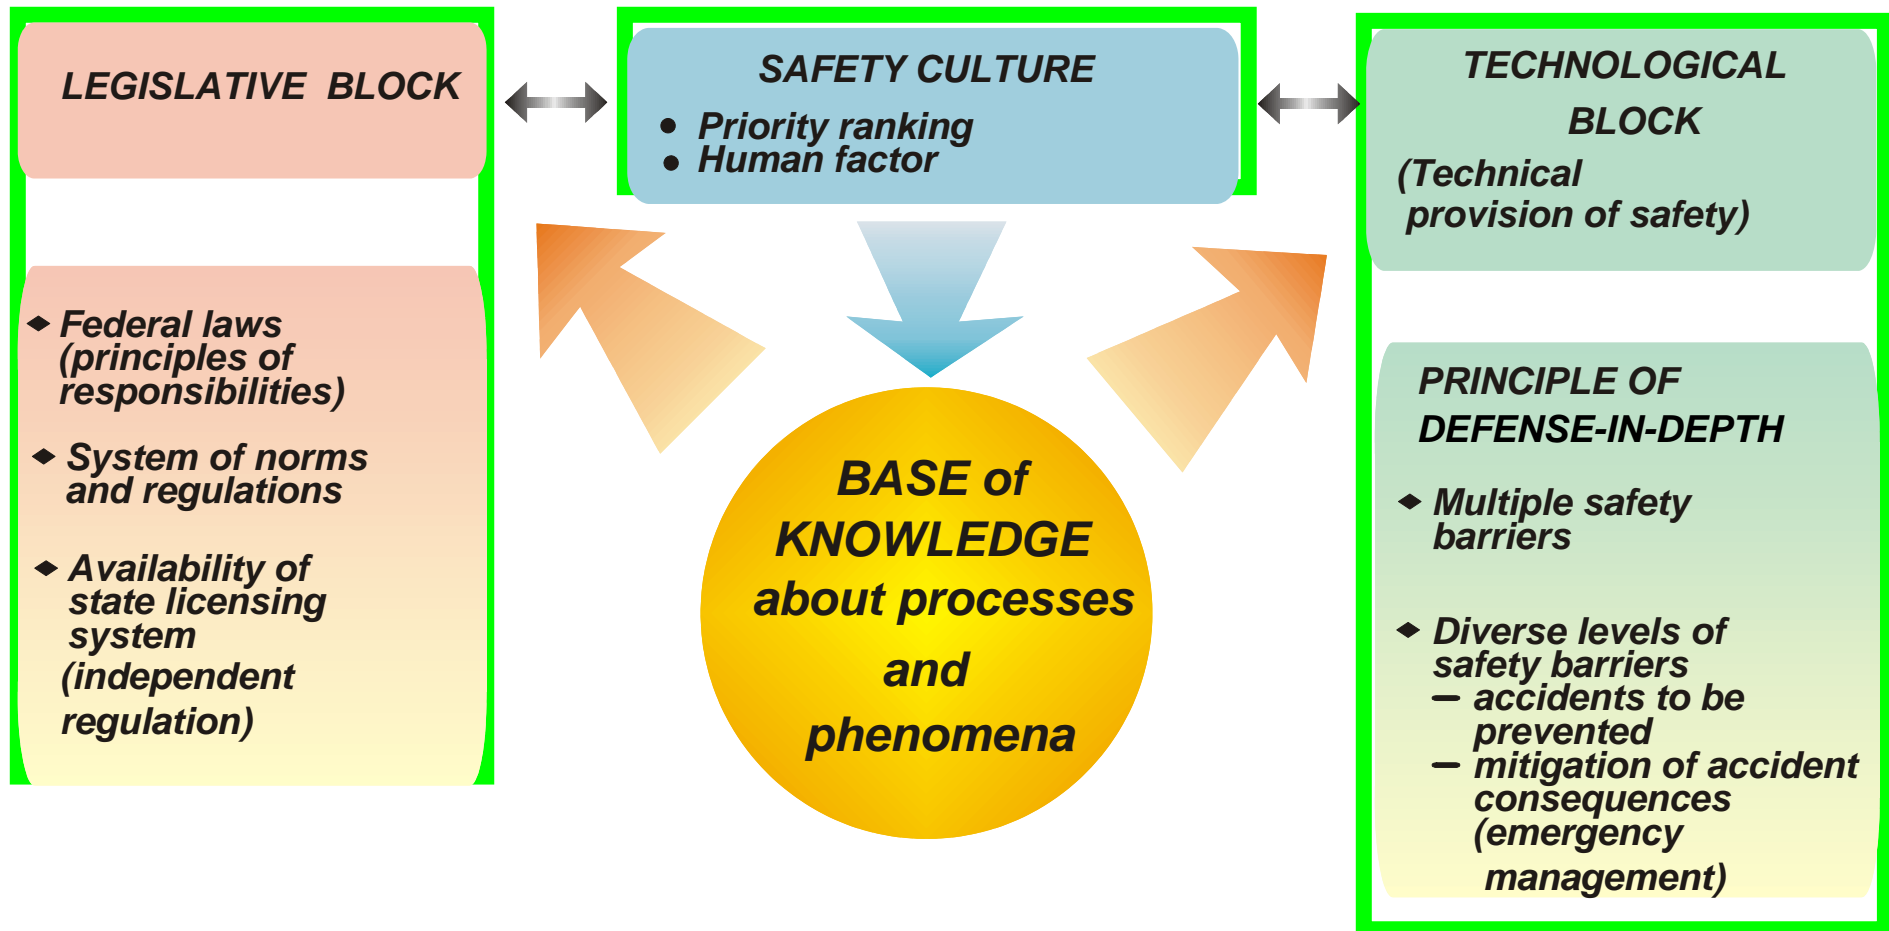 LEGISLATIVE BLOCK
◆ Federal laws
(principles of
responsibilities)
◆ System of norms
and regulations
◆ Availability of
state licensing
system
(independent
regulation)
SAFETY CULTURE
● Priority ranking
● Human factor
BASE of
KNOWLEDGE
about processes
and
phenomena
TECHNOLOGICAL
BLOCK
(Technical
provision of safety)
PRINCIPLE OF
DEFENSE-IN-DEPTH
◆ Multiple safety
barriers
◆ Diverse levels of
safety barriers
– accidents to be
prevented
– mitigation of accident
consequences
(emergency
management)